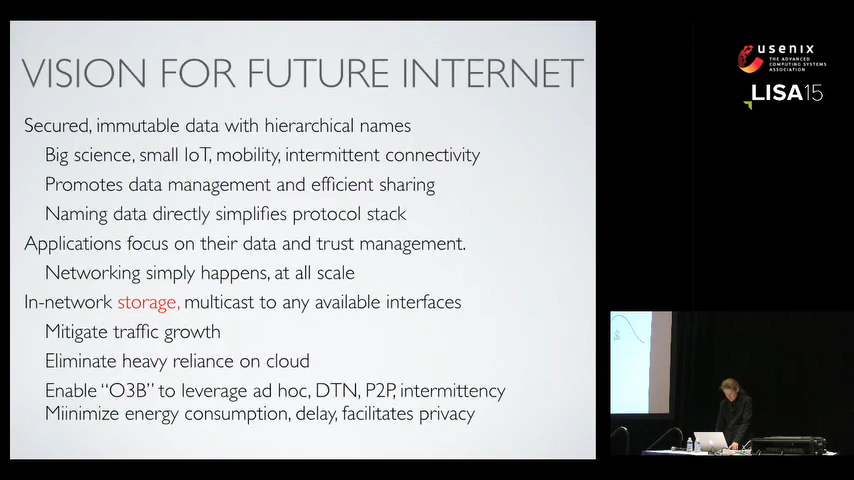 VISION FOR FUTURE INTERNET
Secured, immutable data with hierarchical names
Big science, small IoT, mobility, intermittent connectivity
Promotes data management and efficient sharing
Naming data directly simplifies protocol stack
Applications focus on their data and trust management.
Networking simply happens, at all scale
In-network storage, multicast to any available interfaces
Mitigate traffic growth
Eliminate heavy reliance on cloud
Enable “O3B” to leverage ad hoc, DTN, P2P, intermittency
Miinimize energy consumption, delay, facilitates privacy
usenix
THE ADVANCED
COMPUTING SYSTEMS
ASSOCIATION
LISA15